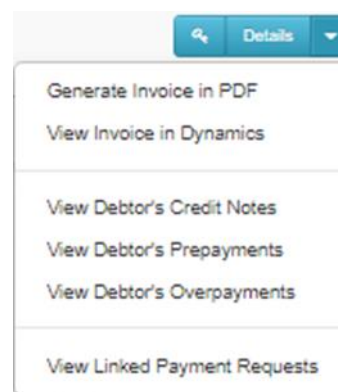 Details
Generate Invoice in PDF
View Invoice in Dynamics
View Debtor's Credit Notes
View Debtor's Prepayments
View Debtor's Overpayments
View Linked Payment Requests